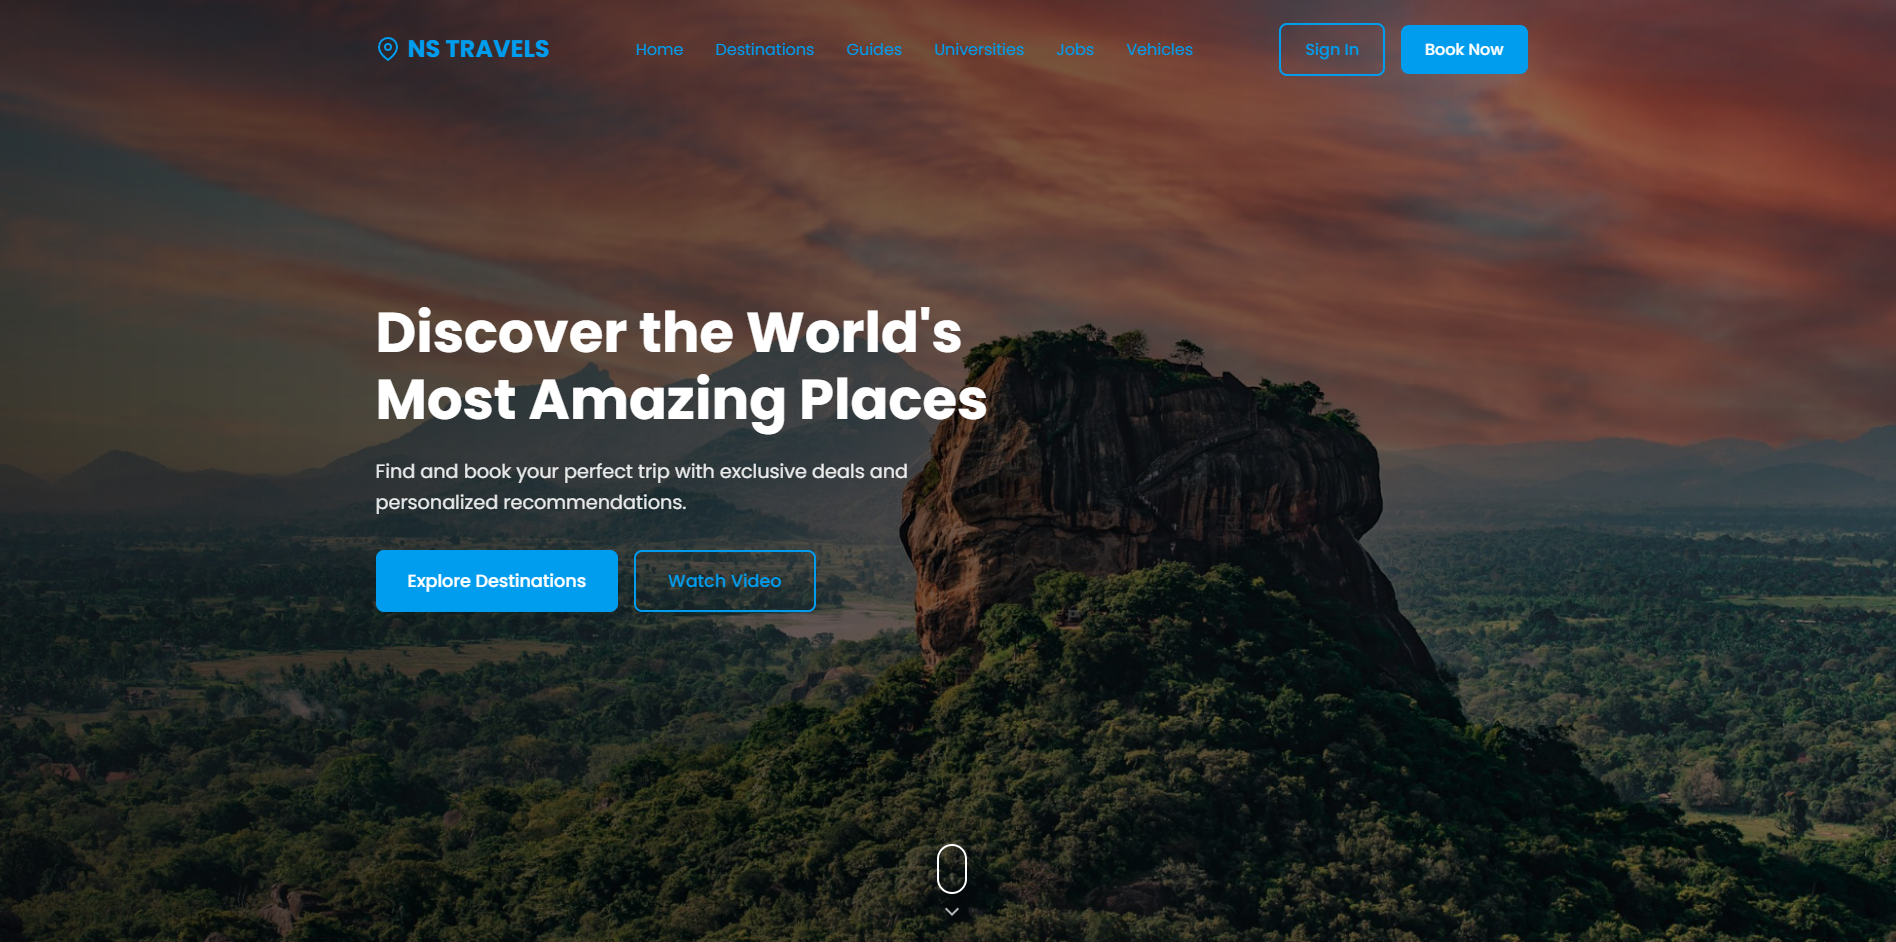 NS TRAVELS
Home Destinations Guides Universities Jobs Vehicles
Sign In
Book Now
Discover the World's
Most Amazing Places
Find and book your perfect trip with exclusive deals and
personalized recommendations.
Explore Destinations
Watch Video